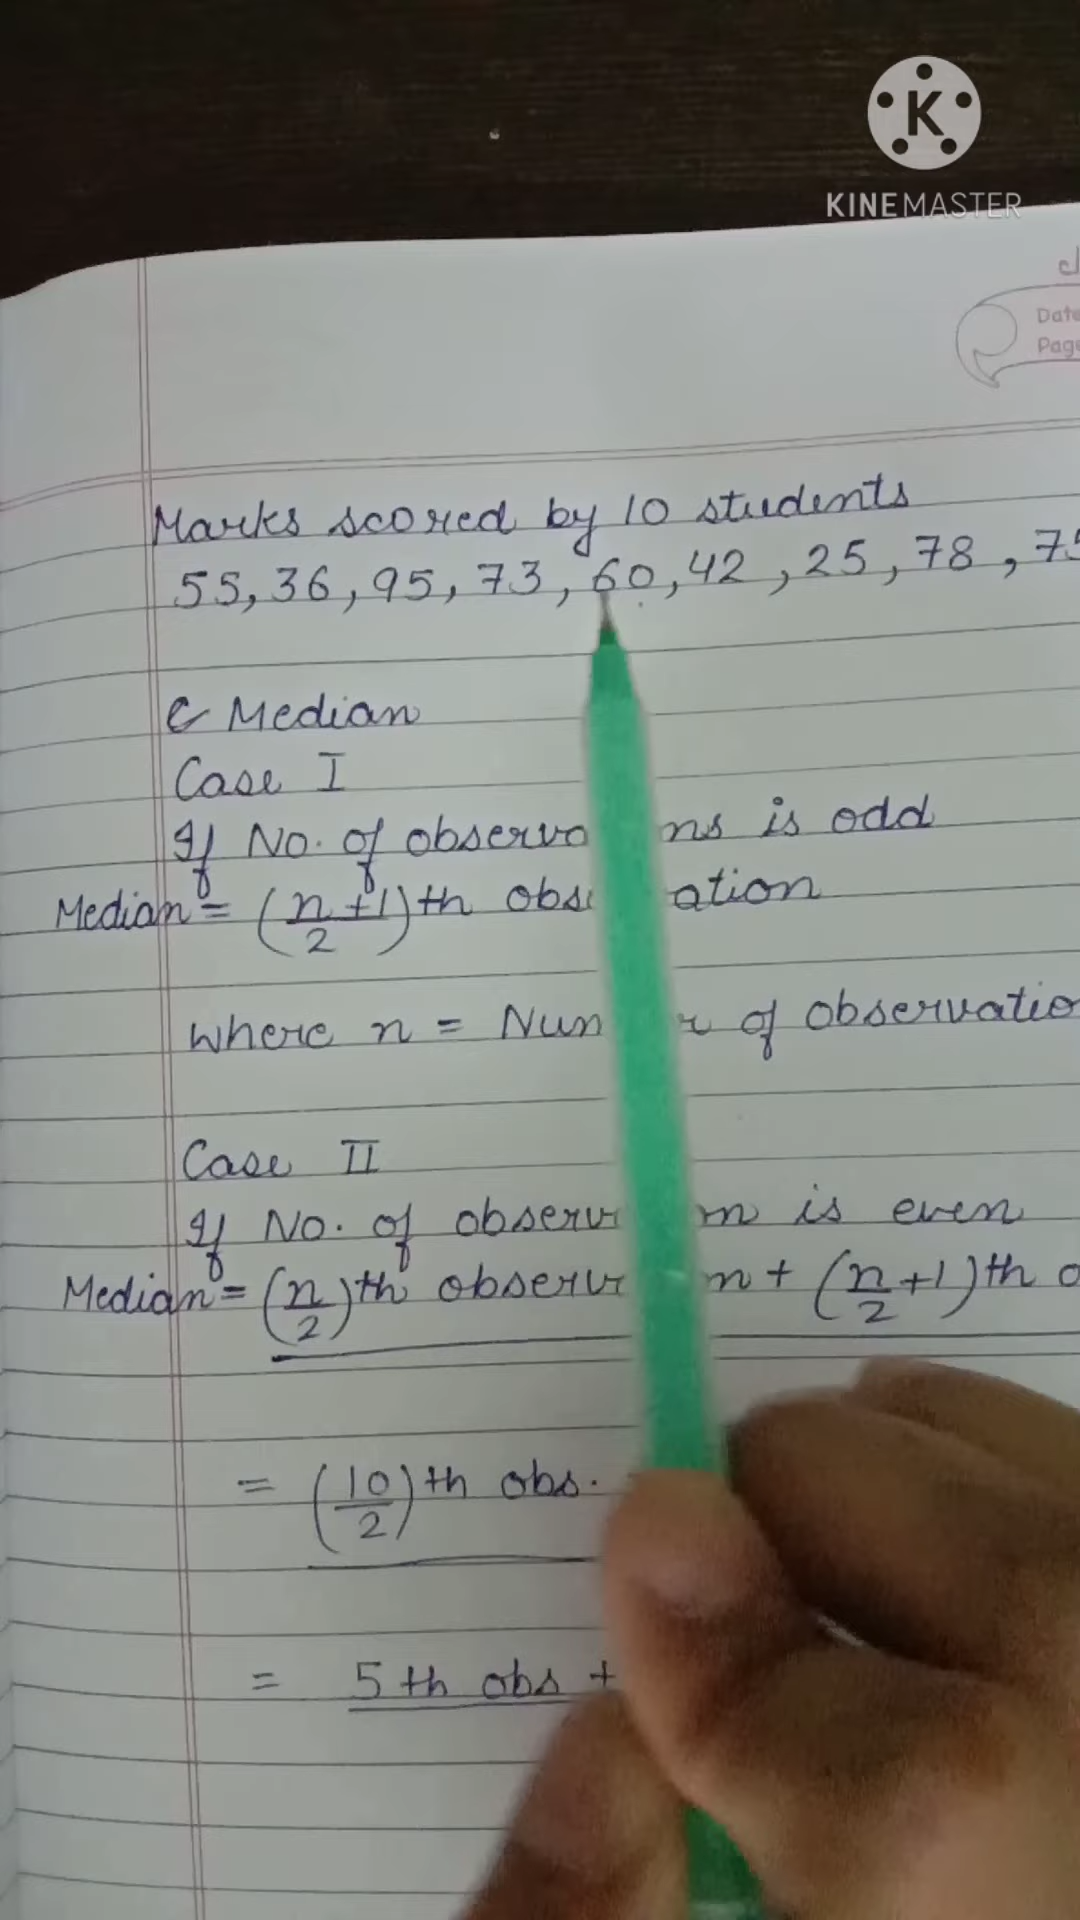 KINEMASTER
Date
Page
Marks scored by 10 students
55, 36, 95, 73, 60, 42, 25, 78, 75
Median
Case I
If No. of observa ns is odd
Median = (n+1)th obs ation
2
where n = Num r of observatio
Case II
If No. of observ n is even
Median = (n/2)th observ n + (n/2+1)th o
= (10/2)th obs.
= 5th obs +